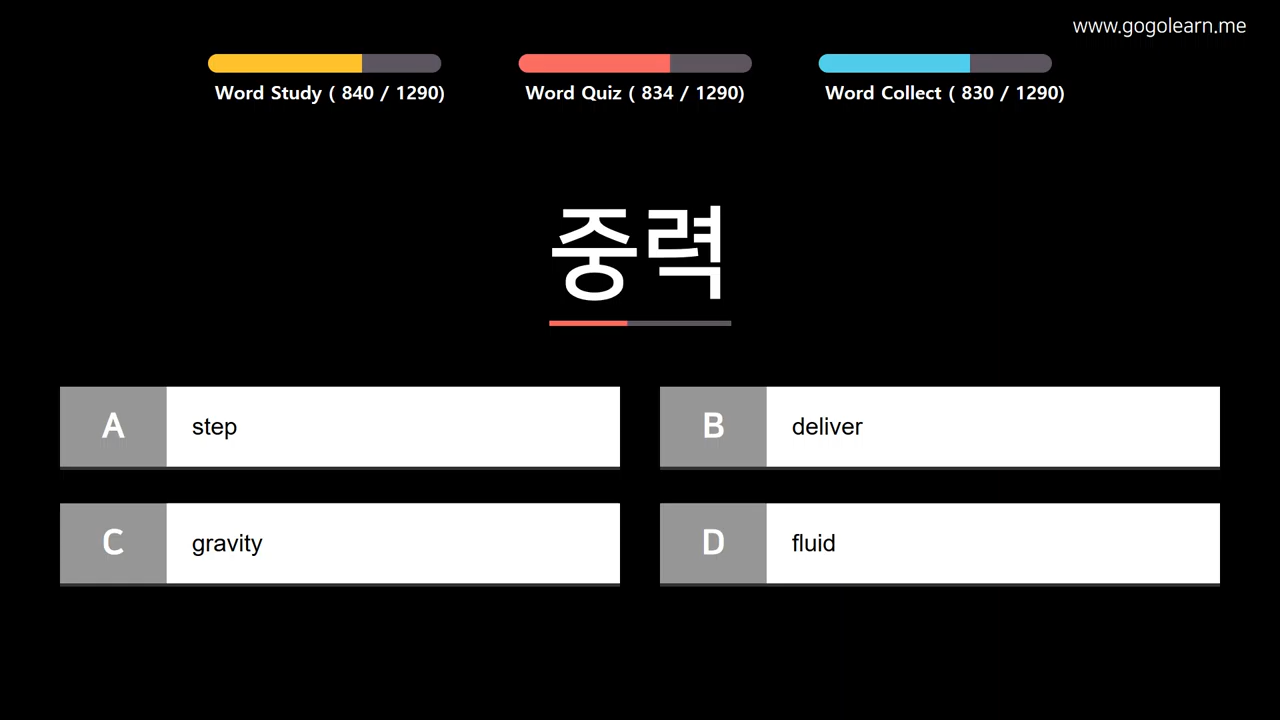 www.gogolearn.me
Word Study ( 840 / 1290)
Word Quiz ( 834 / 1290)
Word Collect ( 830 / 1290)
중력
A step
B deliver
C gravity
D fluid